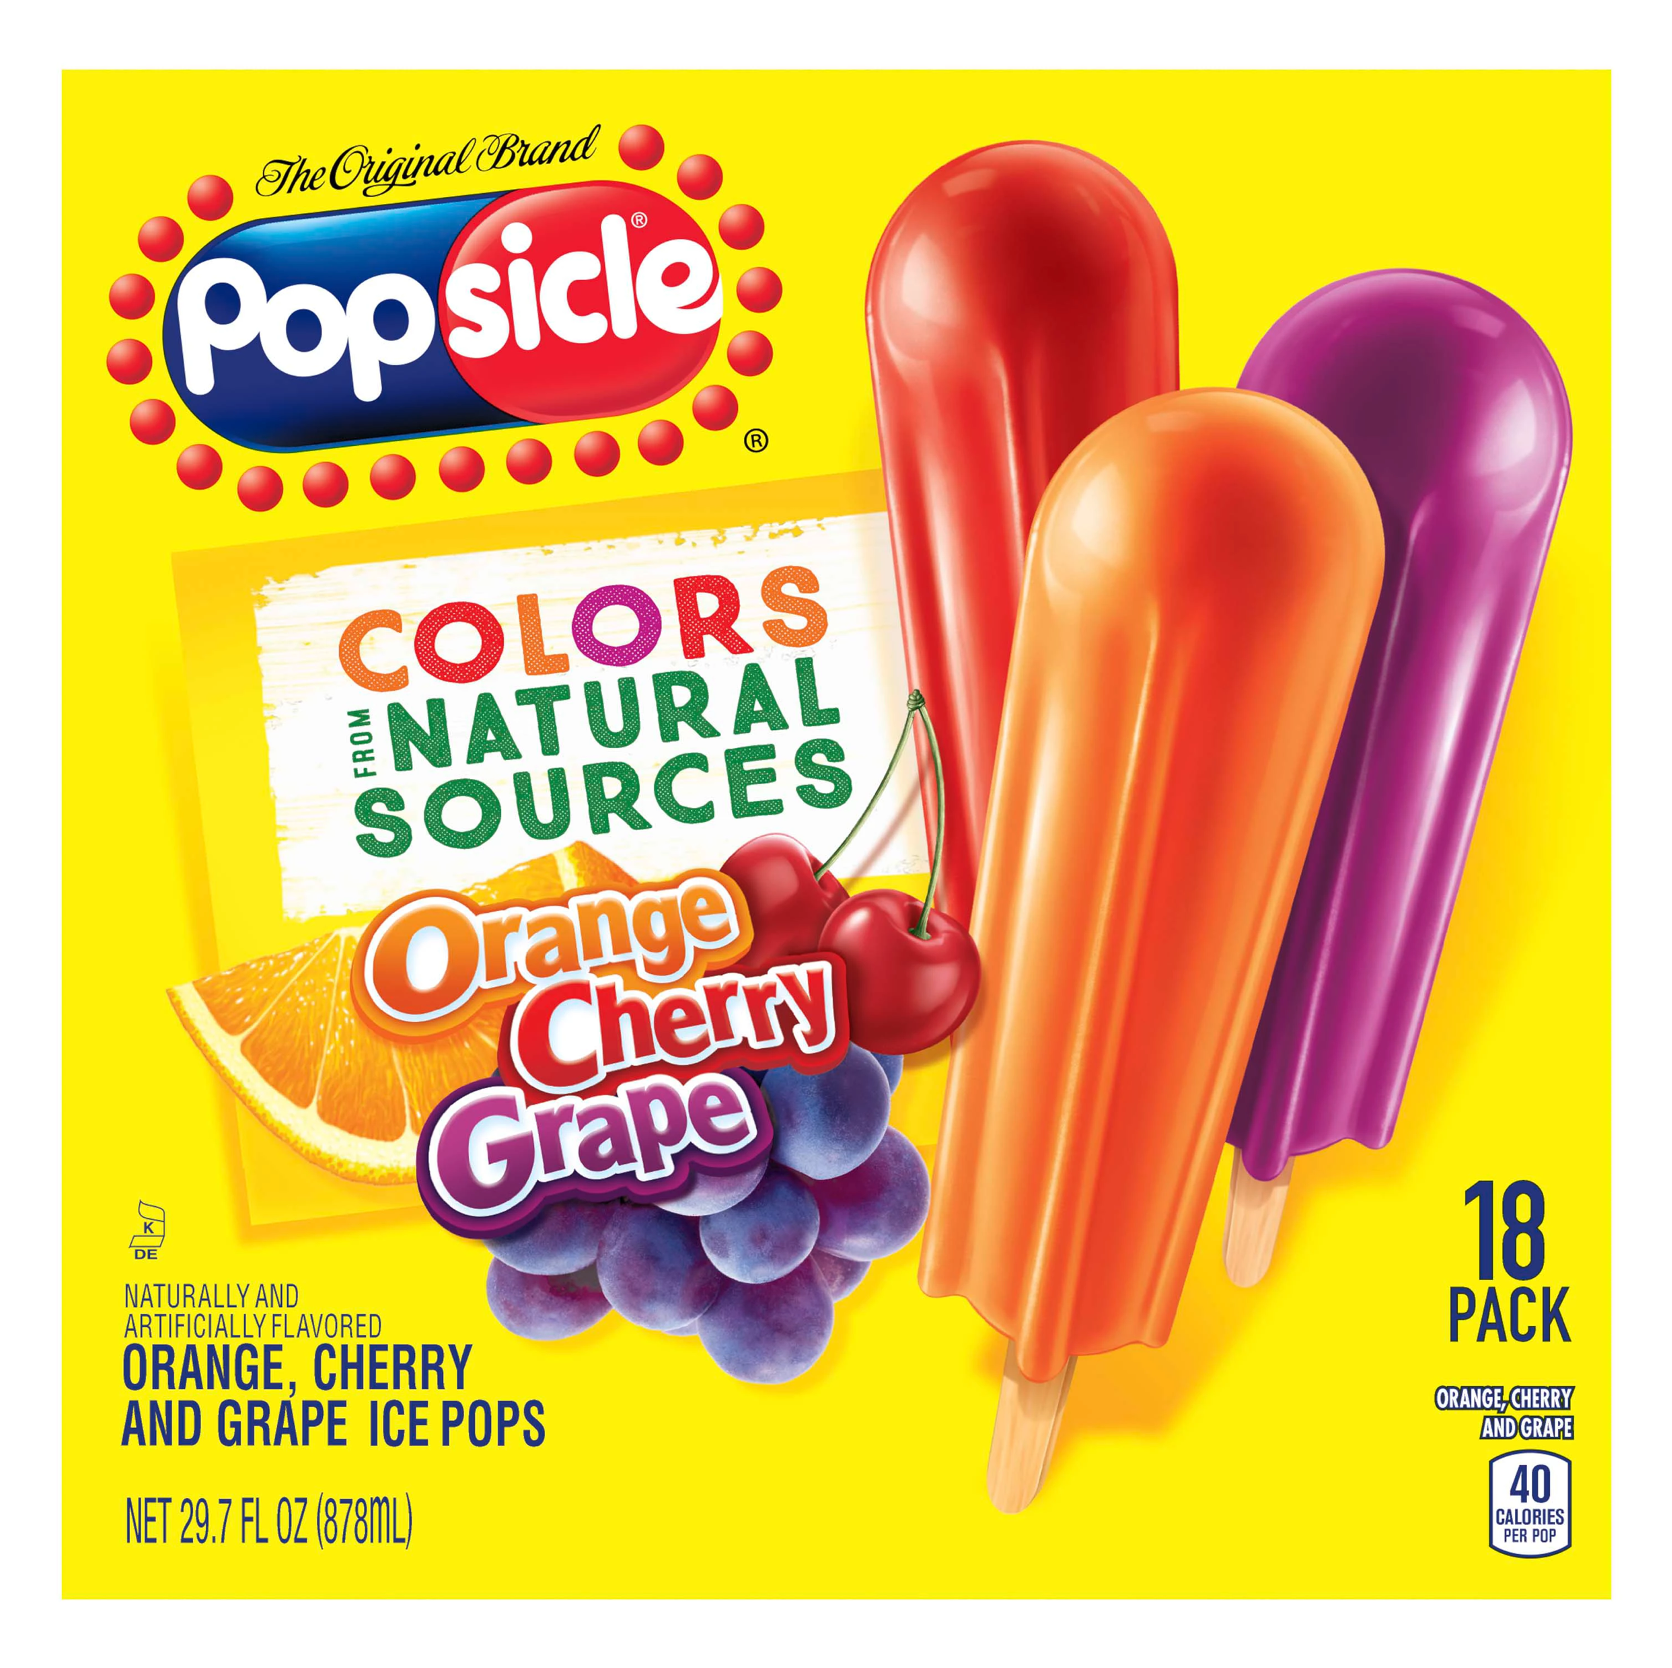 The Original Brand
Popsicle®
®
COLORS
FROM NATURAL
SOURCES
Orange
Cherry
Grape
K
DE
NATURALLY AND
ARTIFICIALLY FLAVORED
ORANGE, CHERRY
AND GRAPE ICE POPS
NET 29.7 FL OZ (878mL)
18
PACK
ORANGE, CHERRY
AND GRAPE
40
CALORIES
PER POP